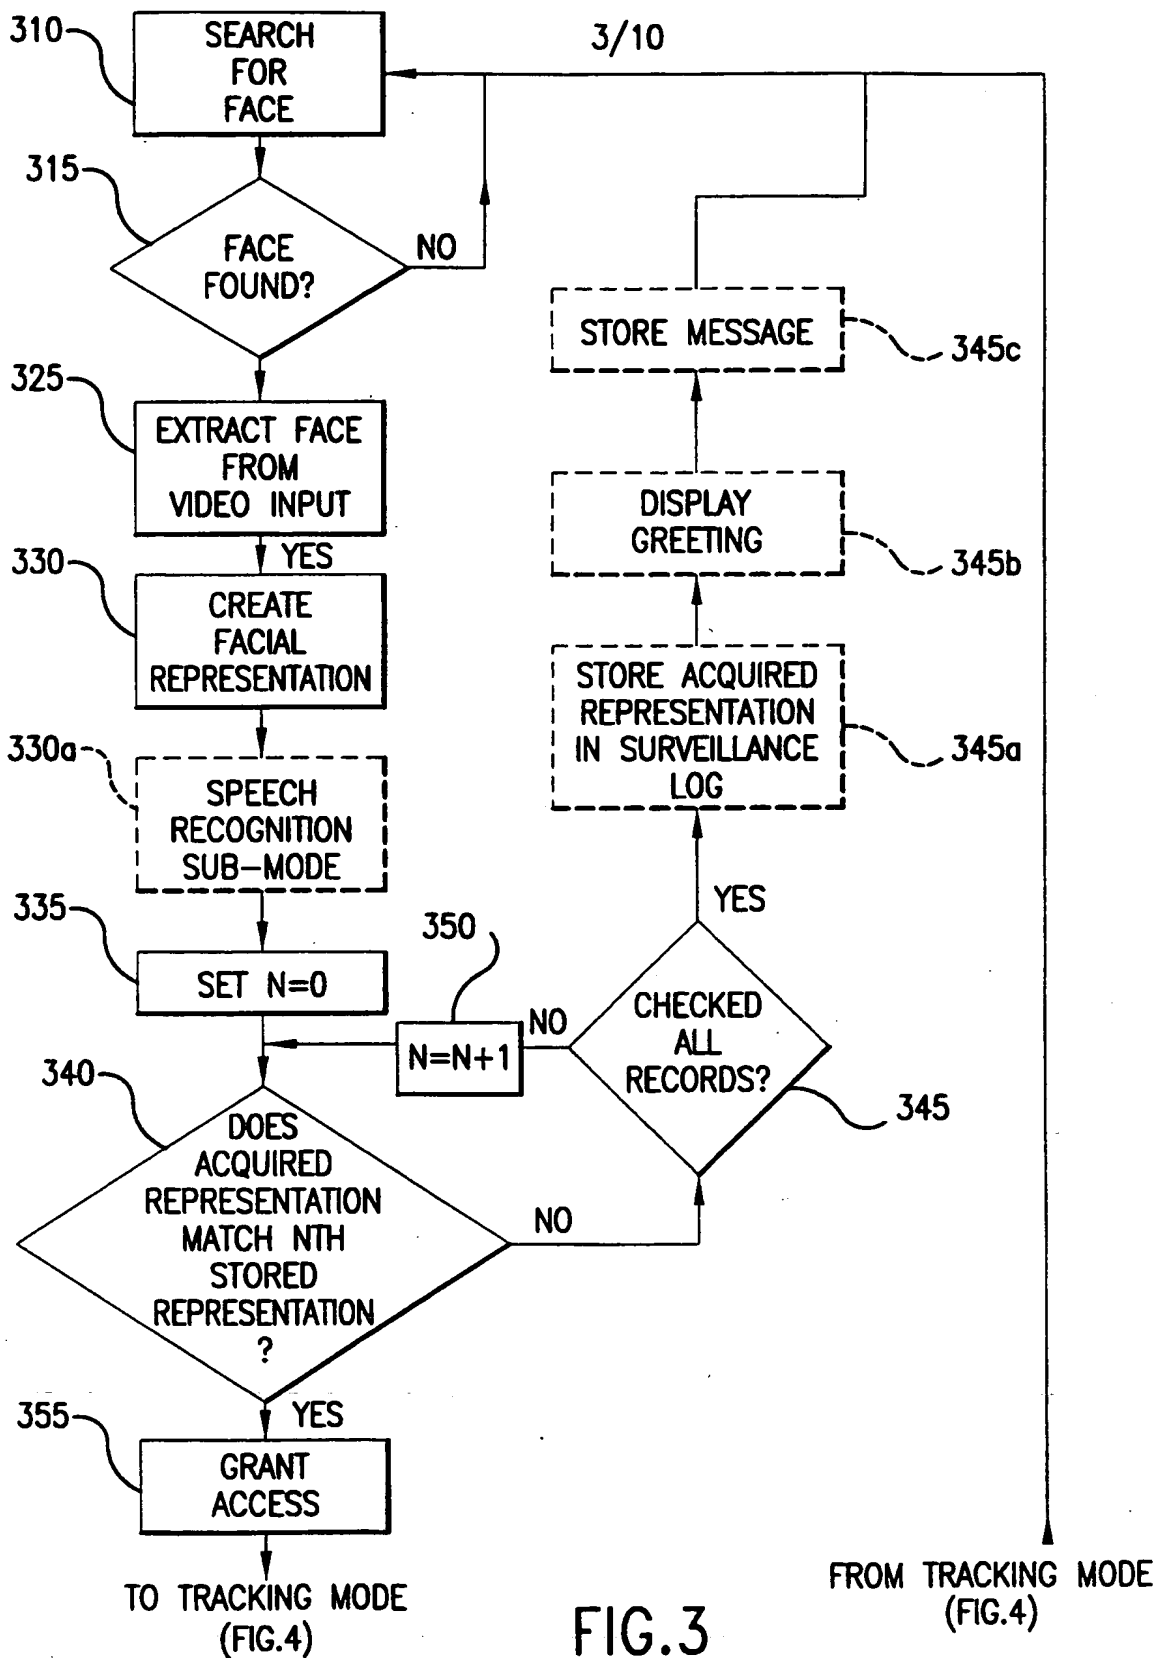 3/10
310
SEARCH
FOR
FACE
315
FACE
FOUND?
NO
325
EXTRACT FACE
FROM
VIDEO INPUT
YES
330
CREATE
FACIAL
REPRESENTATION
330a
SPEECH
RECOGNITION
SUB-MODE
335
SET N=0
340
DOES
ACQUIRED
REPRESENTATION
MATCH NTH
STORED
REPRESENTATION
?
NO
YES
355
GRANT
ACCESS
TO TRACKING MODE
(FIG.4)
STORE MESSAGE
345c
DISPLAY
GREETING
345b
STORE ACQUIRED
REPRESENTATION
IN SURVEILLANCE
LOG
345a
YES
CHECKED
ALL
RECORDS?
345
NO
350
N=N+1
FROM TRACKING MODE
(FIG.4)
FIG.3